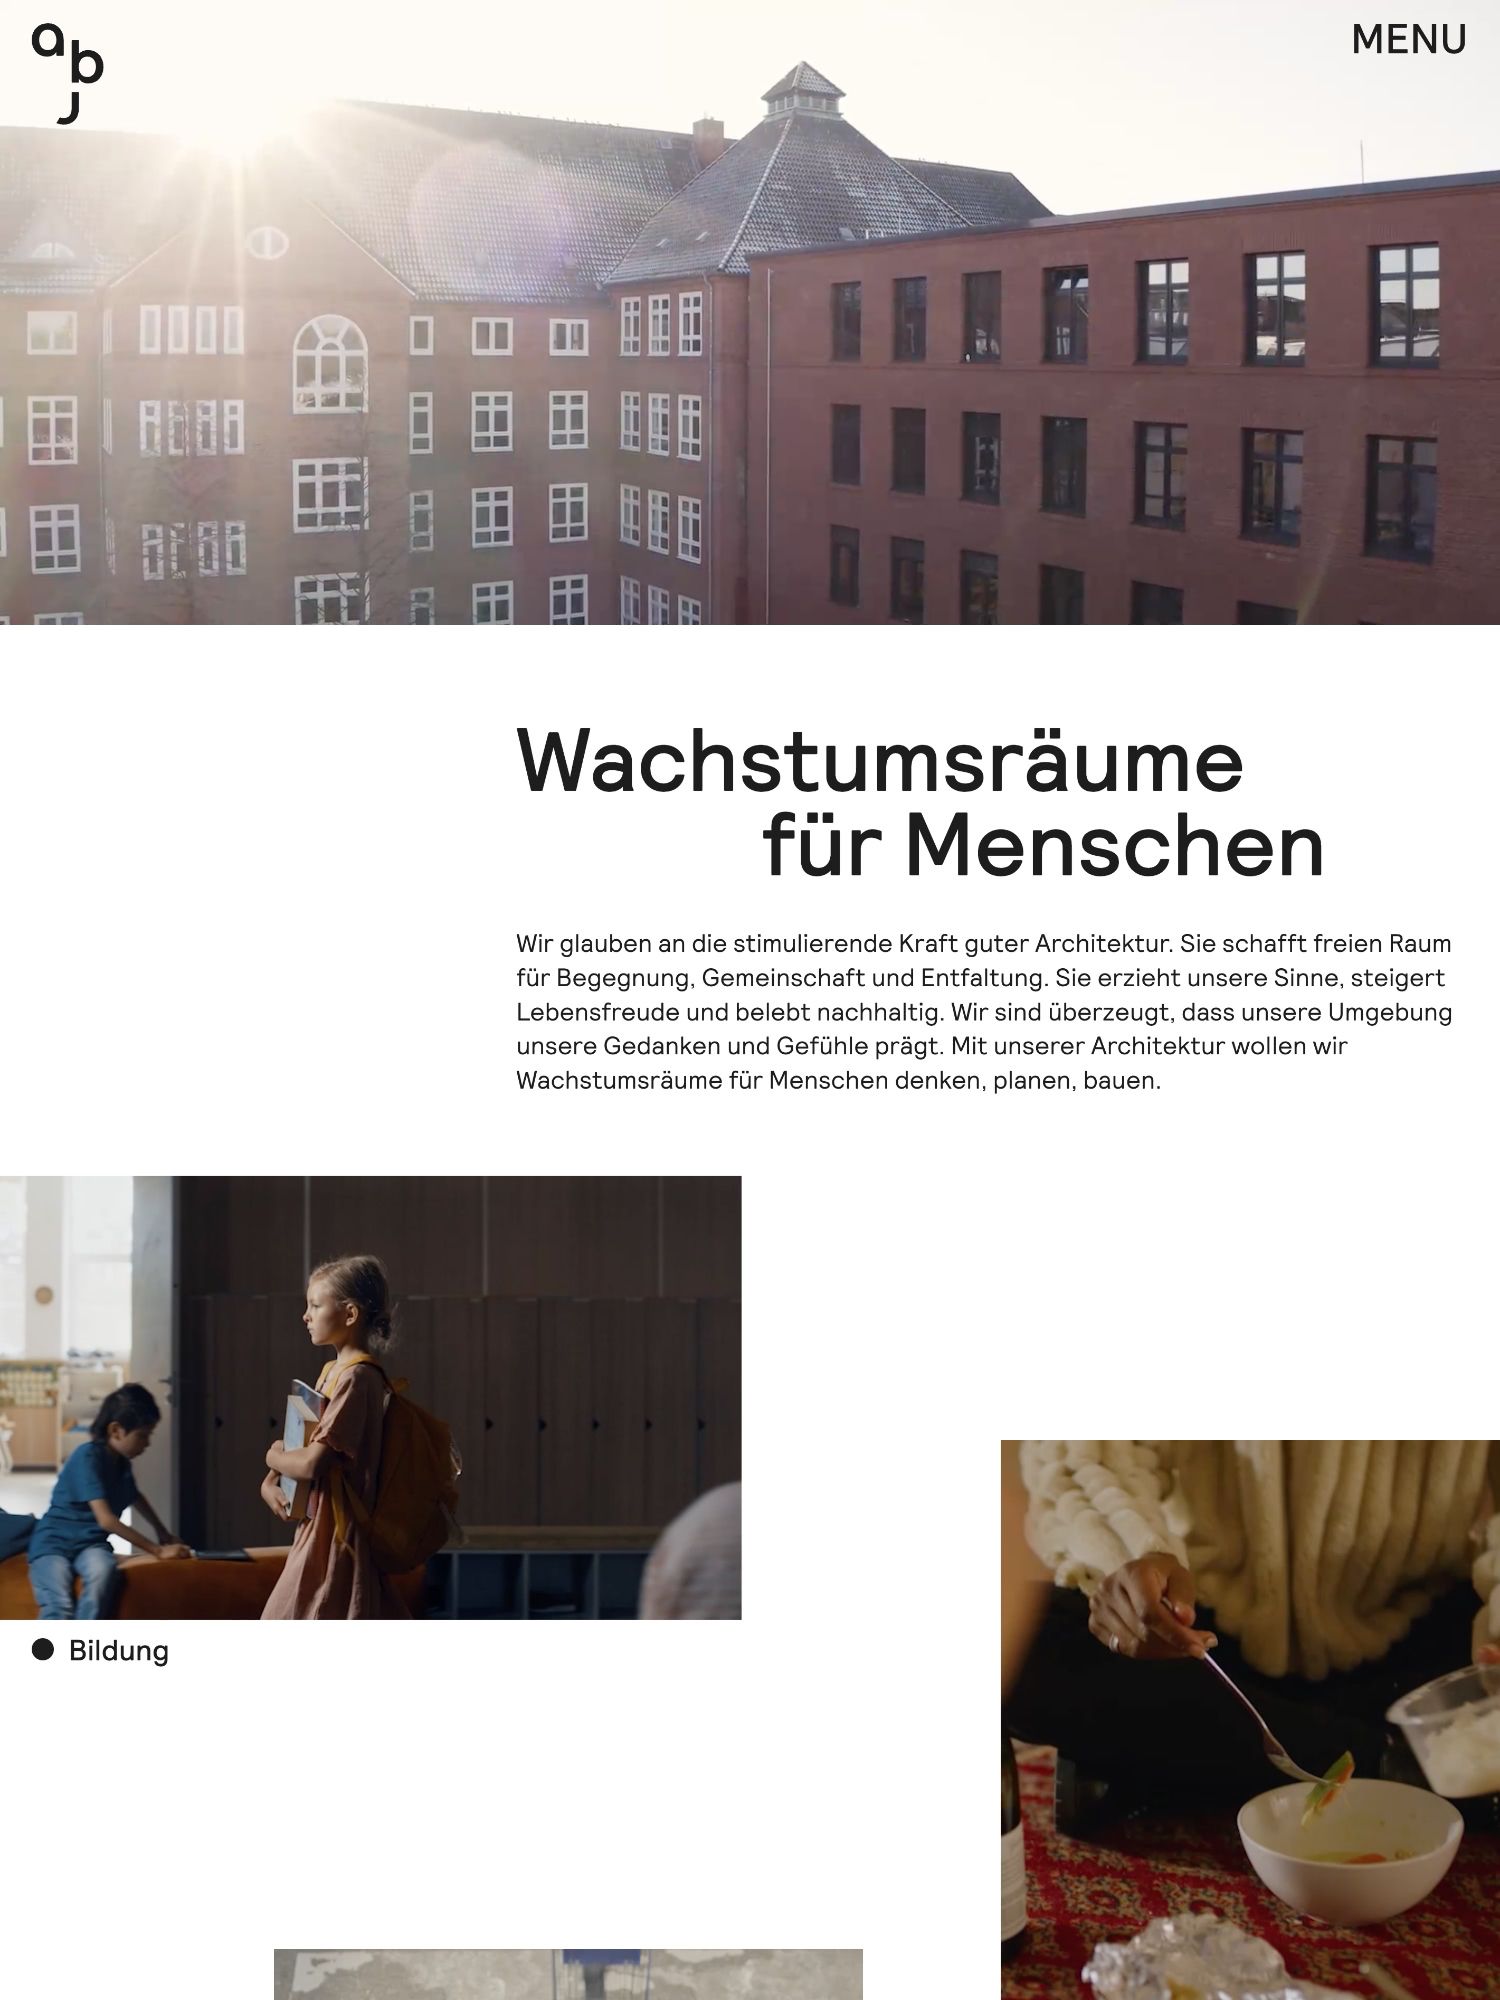 abj
MENU
Wachstumsräume
für Menschen
Wir glauben an die stimulierende Kraft guter Architektur. Sie schafft freien Raum
für Begegnung, Gemeinschaft und Entfaltung. Sie erzieht unsere Sinne, steigert
Lebensfreude und belebt nachhaltig. Wir sind überzeugt, dass unsere Umgebung
unsere Gedanken und Gefühle prägt. Mit unserer Architektur wollen wir
Wachstumsräume für Menschen denken, planen, bauen.
Bildung